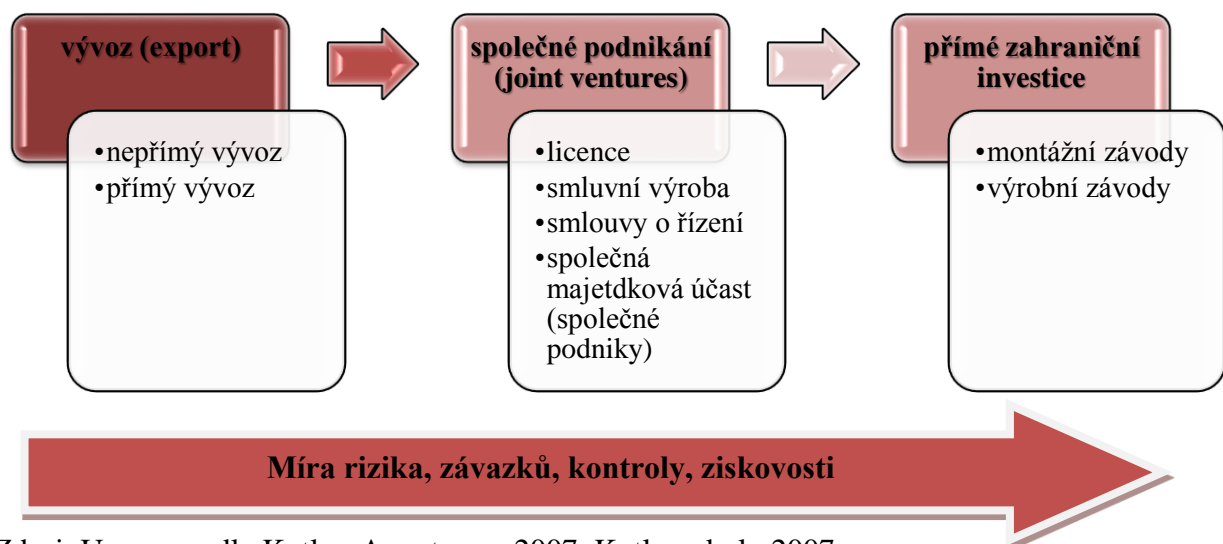 vývoz (export)
•nepřímý vývoz
•přímý vývoz
společné podnikání
(joint ventures)
•licence
•smluvní výroba
•smlouvy o řízení
•společná
majetdková účast
(společné
podniky)
přímé zahraniční
investice
•montážní závody
•výrobní závody
Míra rizika, závazků, kontroly, ziskovosti